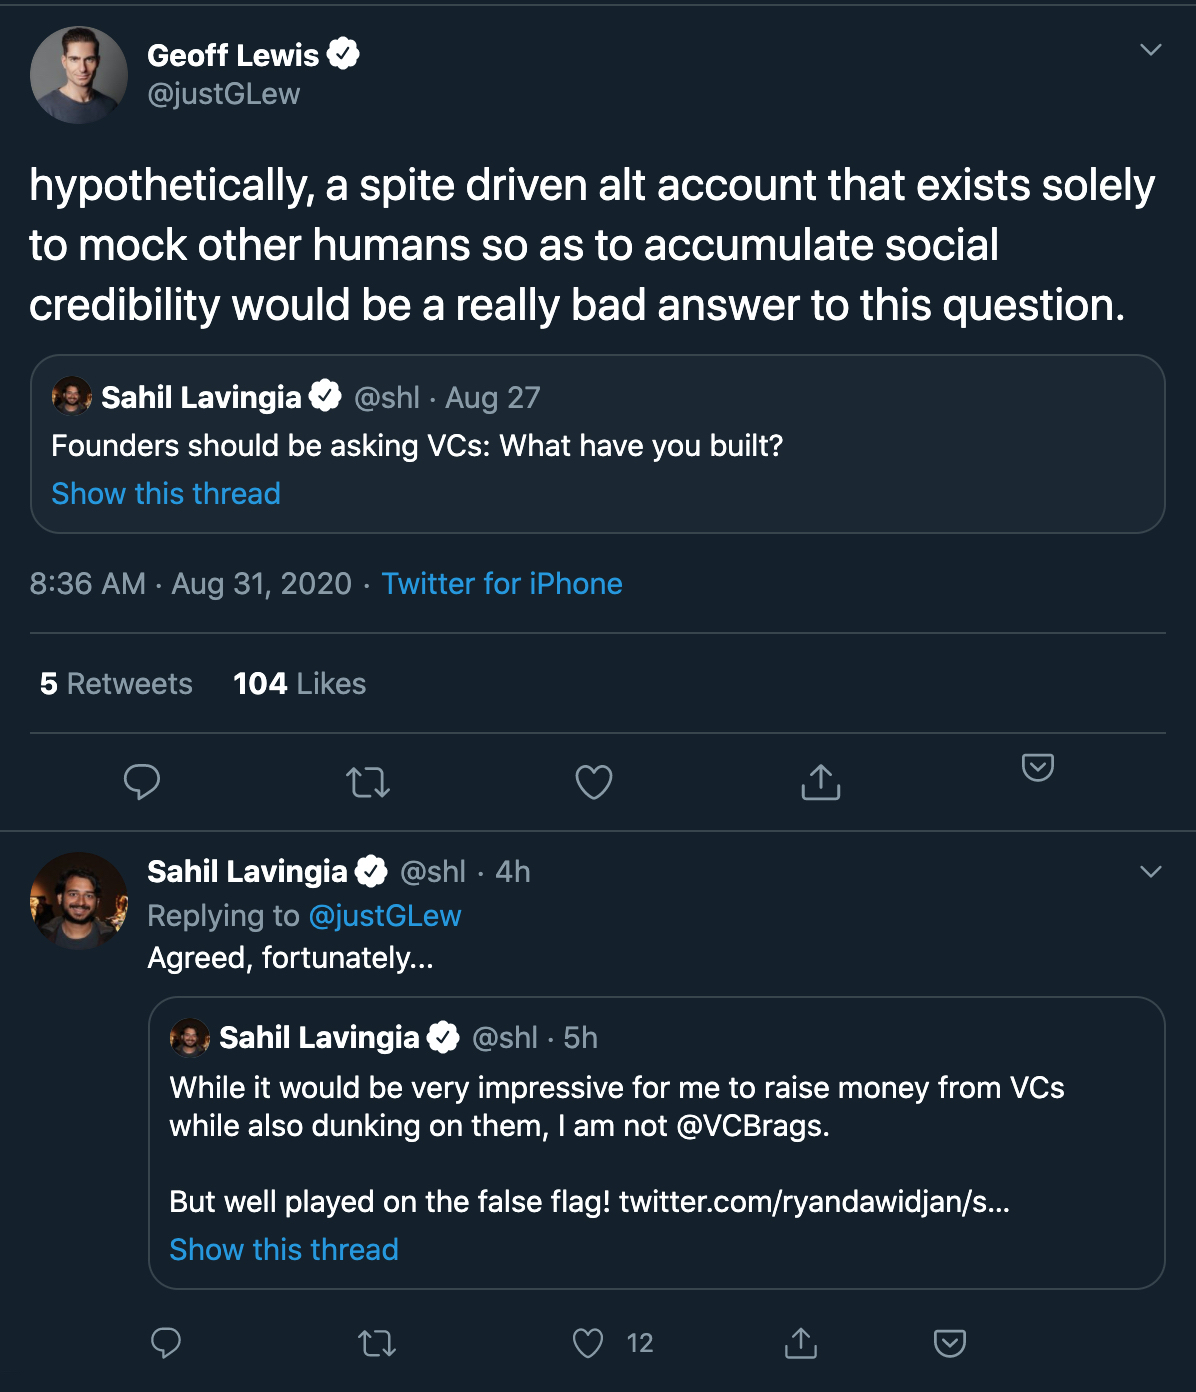 Geoff Lewis
@justGLew
hypothetically, a spite driven alt account that exists solely
to mock other humans so as to accumulate social
credibility would be a really bad answer to this question.
Sahil Lavingia @shl · Aug 27
Founders should be asking VCs: What have you built?
Show this thread
8:36 AM · Aug 31, 2020 · Twitter for iPhone
5 Retweets 104 Likes
Sahil Lavingia @shl · 4h
Replying to @justGLew
Agreed, fortunately...
Sahil Lavingia @shl · 5h
While it would be very impressive for me to raise money from VCs
while also dunking on them, I am not @VCBrags.
But well played on the false flag! twitter.com/ryandawidjan/s...
Show this thread
12